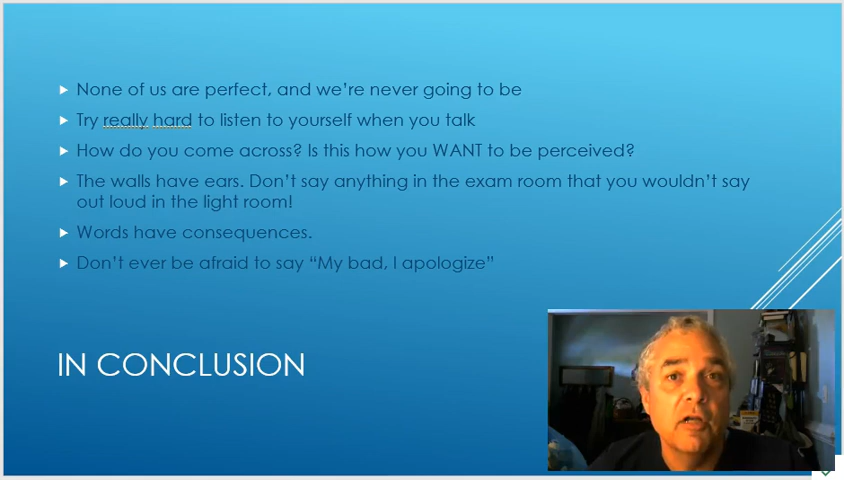 None of us are perfect, and we're never going to be
Try really hard to listen to yourself when you talk
How do you come across? Is this how you WANT to be perceived?
The walls have ears. Don't say anything in the exam room that you wouldn't say
out loud in the light room!
Words have consequences.
Don't ever be afraid to say “My bad, I apologize”
IN CONCLUSION